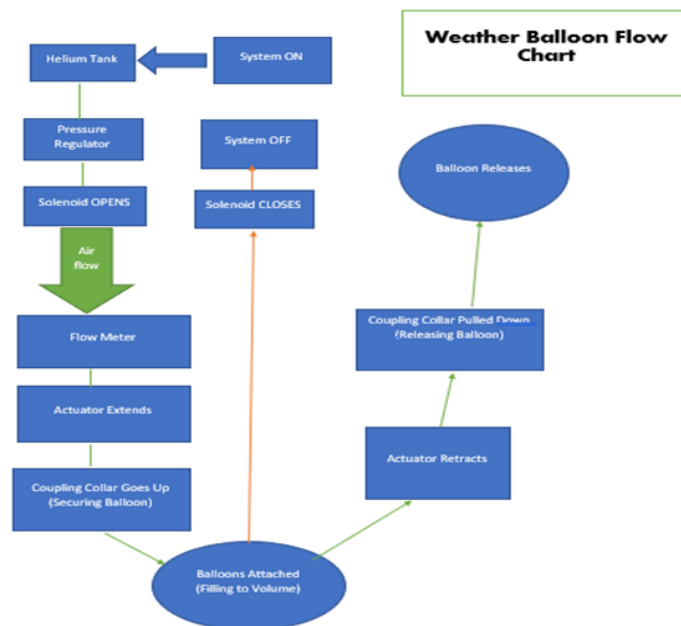 Weather Balloon Flow
Chart
System ON
Helium Tank
Pressure
Regulator
Solenoid OPENS
Air
flow
Flow Meter
Actuator Extends
Coupling Collar Goes Up
(Securing Balloon)
Balloons Attached
(Filling to Volume)
Solenoid CLOSES
System OFF
Actuator Retracts
Coupling Collar Pulled Down
(Releasing Balloon)
Balloon Releases